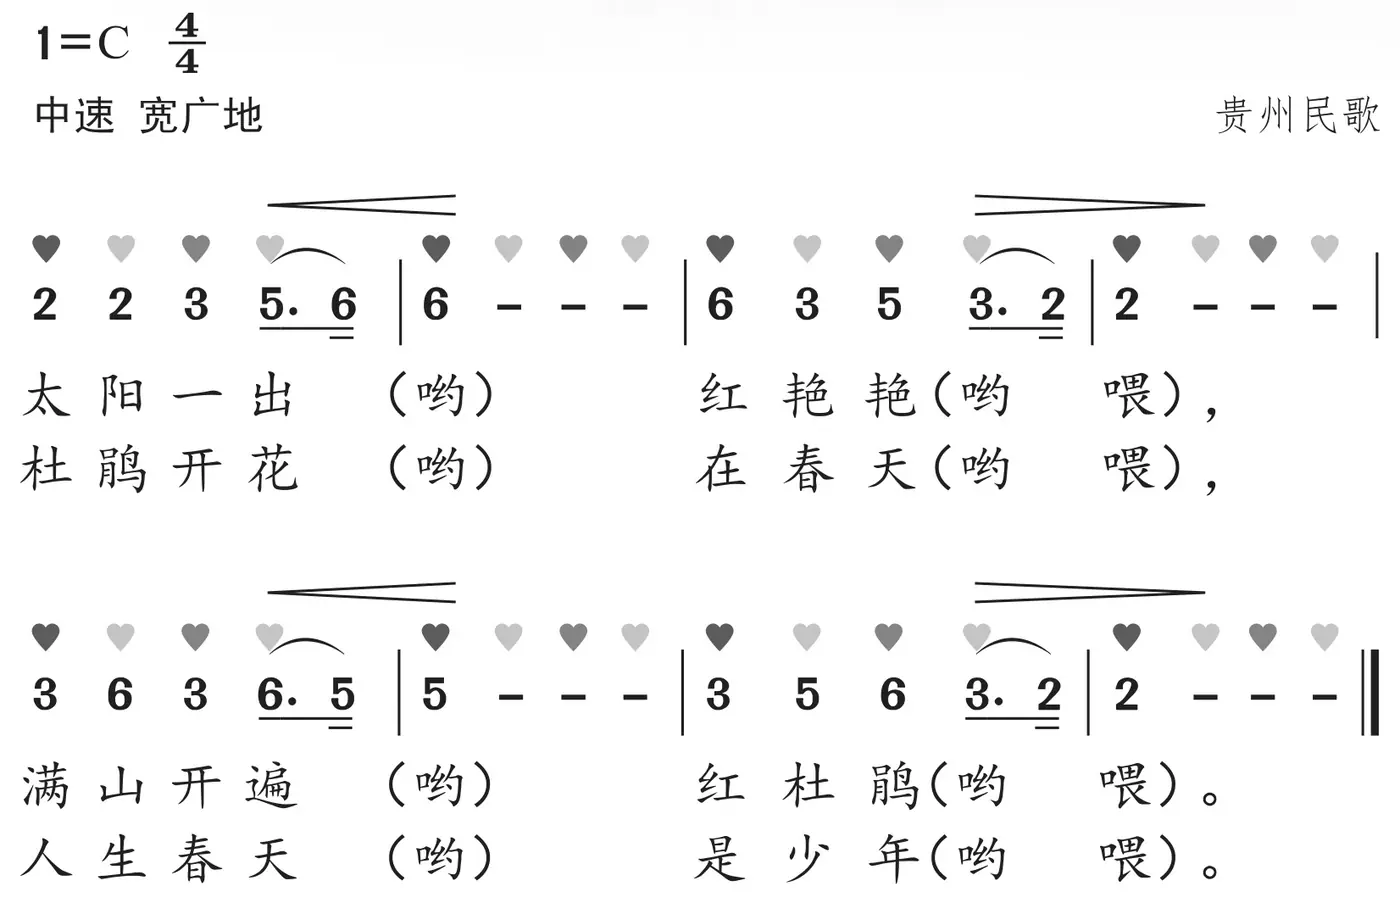 1=C 4/4
中速 宽广地
贵州民歌
2 2 3 5. 6 | 6 - - - | 6 3 5 3. 2 | 2 - - - |
太阳一出（哟） 红艳艳（哟 喂），
杜鹃开花（哟） 在春天（哟 喂），
3 6 3 6. 5 | 5 - - - | 3 5 6 3. 2 | 2 - - - ‖
满山开遍（哟） 红杜鹃（哟 喂）。
人生春天（哟） 是少年（哟 喂）。